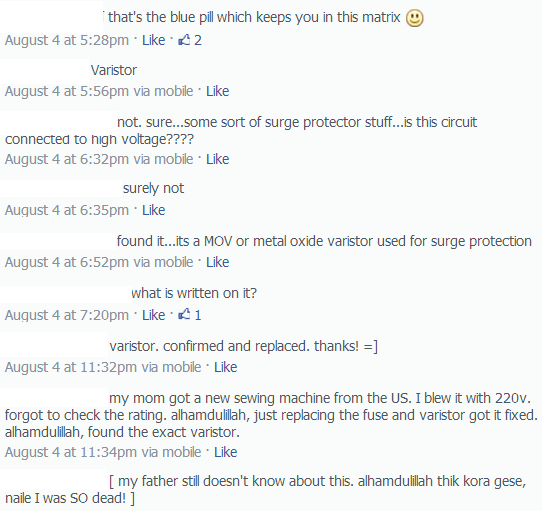 that's the blue pill which keeps you in this matrix
August 4 at 5:28pm · Like · 2
Varistor
August 4 at 5:56pm via mobile · Like
not. sure...some sort of surge protector stuff...is this circuit
connected to high voltage????
August 4 at 6:32pm via mobile · Like
surely not
August 4 at 6:35pm · Like
found it...its a MOV or metal oxide varistor used for surge protection
August 4 at 6:52pm via mobile · Like
what is written on it?
August 4 at 7:20pm · Like · 1
varistor. confirmed and replaced. thanks! =]
August 4 at 11:32pm via mobile · Like
my mom got a new sewing machine from the US. I blew it with 220v.
forgot to check the rating. alhamdulillah, just replacing the fuse and varistor got it fixed.
alhamdulillah, found the exact varistor.
August 4 at 11:34pm via mobile · Like
[ my father still doesn't know about this. alhamdulillah thik kora gese,
naile I was SO dead! ]